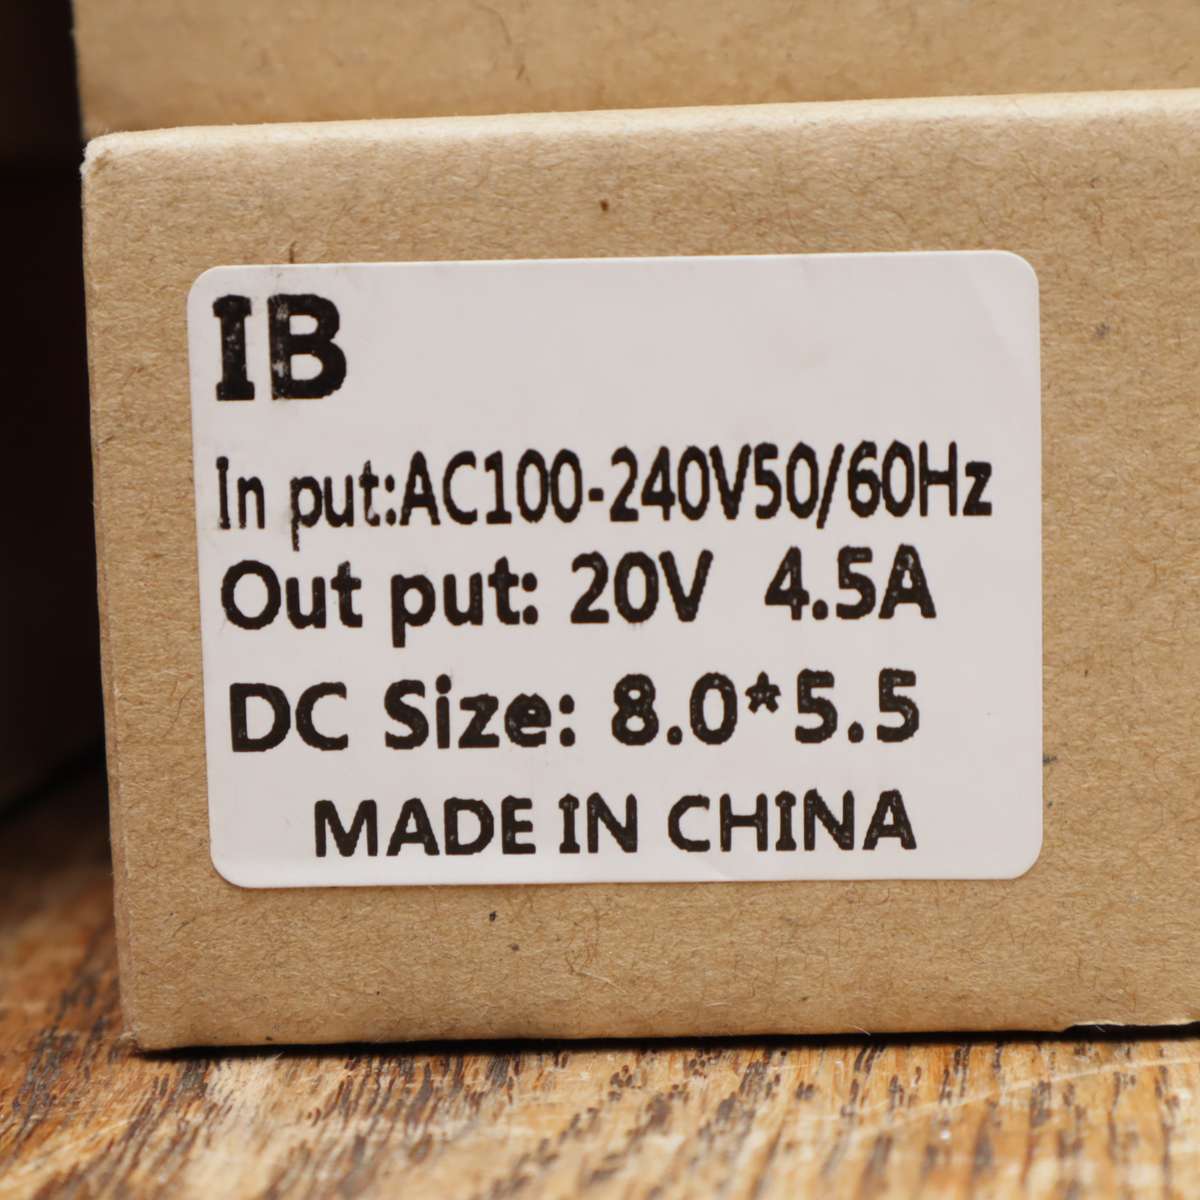 IB
In put:AC100-240V50/60Hz
Out put: 20V 4.5A
DC Size: 8.0*5.5
MADE IN CHINA